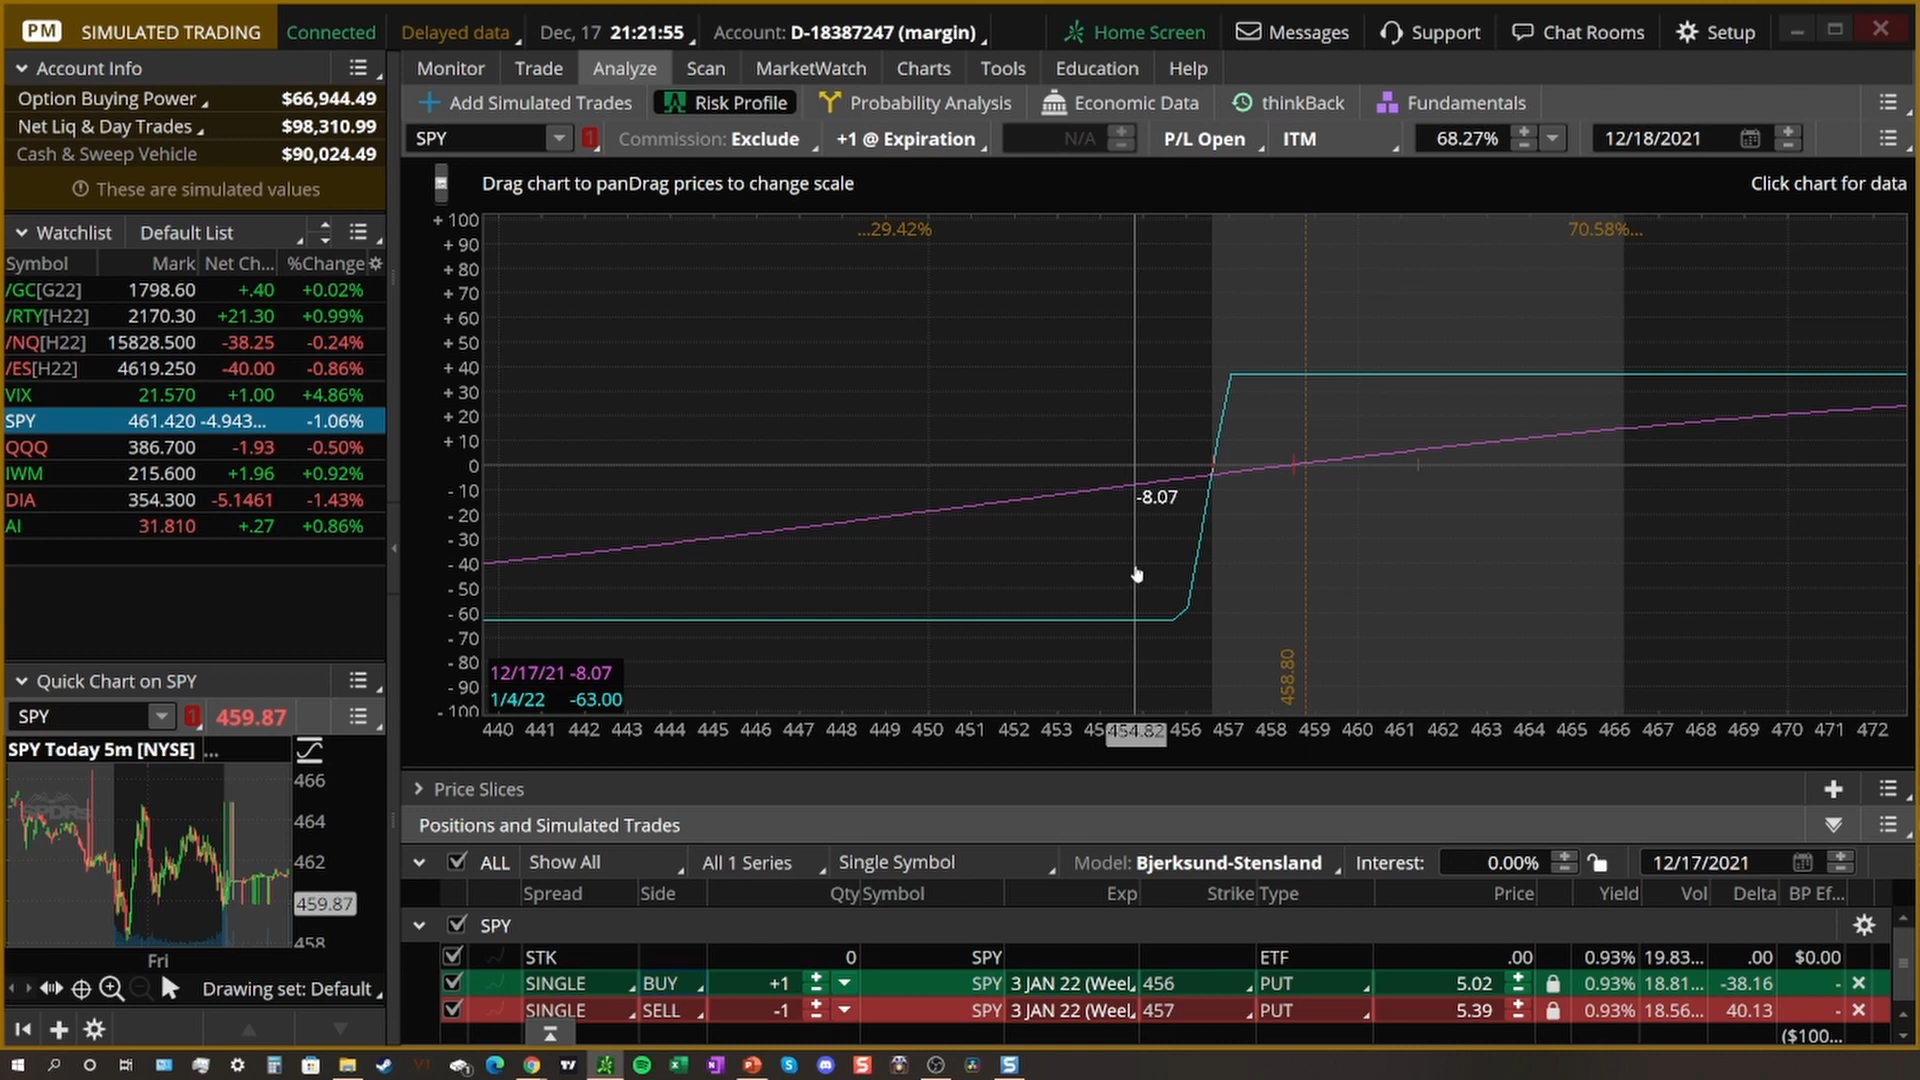 PM SIMULATED TRADING Connected Delayed data Dec, 17 21:21:55 Account: D-18387247 (margin) Home Screen Messages Support Chat Rooms Setup
Account Info
Option Buying Power $66,944.49
Net Liq & Day Trades $98,310.99
Cash & Sweep Vehicle $90,024.49
These are simulated values
Watchlist Default List
Symbol Mark Net Ch... %Change
/GC[G22] 1798.60 +.40 +0.02%
/RTY[H22] 2170.30 +21.30 +0.99%
/NQ[H22] 15828.500 -38.25 -0.24%
/ES[H22] 4619.250 -40.00 -0.86%
VIX 21.570 +1.00 +4.86%
SPY 461.420 -4.943... -1.06%
QQQ 386.700 -1.93 -0.50%
IWM 215.600 +1.96 +0.92%
DIA 354.300 -5.1461 -1.43%
AI 31.810 +.27 +0.86%
Quick Chart on SPY
SPY 1 459.87
SPY Today 5m [NYSE] ...
466
464
462
459.87
458
SPDRs
Fri
Drawing set: Default
Monitor Trade Analyze Scan MarketWatch Charts Tools Education Help
Add Simulated Trades Risk Profile Probability Analysis Economic Data thinkBack Fundamentals
SPY 1 Commission: Exclude +1 @ Expiration N/A P/L Open ITM 68.27% 12/18/2021
Drag chart to panDrag prices to change scale Click chart for data
+ 100
+ 90
+ 80
+ 70
+ 60
+ 50
+ 40
+ 30
+ 20
+ 10
0
- 10
- 20
- 30
- 40
- 50
- 60
- 70
- 80
- 90
- 100
...29.42% 70.58%...
-8.07
458.80
12/17/21 -8.07
1/4/22 -63.00
440 441 442 443 444 445 446 447 448 449 450 451 452 453 454.82 456 457 458 459 460 461 462 463 464 465 466 467 468 469 470 471 472
Price Slices
Positions and Simulated Trades
ALL Show All All 1 Series Single Symbol Model: Bjerksund-Stensland Interest: 0.00% 12/17/2021
Spread Side Qty Symbol Exp Strike Type Price Yield Vol Delta BP Ef...
SPY
STK 0 SPY ETF .00 0.93% 19.83... .00 $0.00
SINGLE BUY +1 SPY 3 JAN 22 (Weel 456 PUT 5.02 0.93% 18.81... -38.16 -
SINGLE SELL -1 SPY 3 JAN 22 (Weel 457 PUT 5.39 0.93% 18.56... 40.13 -
($100...